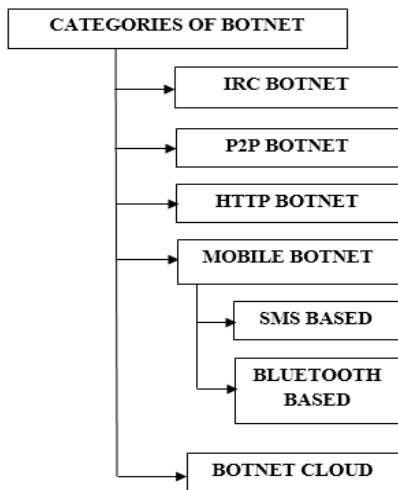 CATEGORIES OF BOTNET
IRC BOTNET
P2P BOTNET
HTTP BOTNET
MOBILE BOTNET
SMS BASED
BLUETOOTH
BASED
BOTNET CLOUD